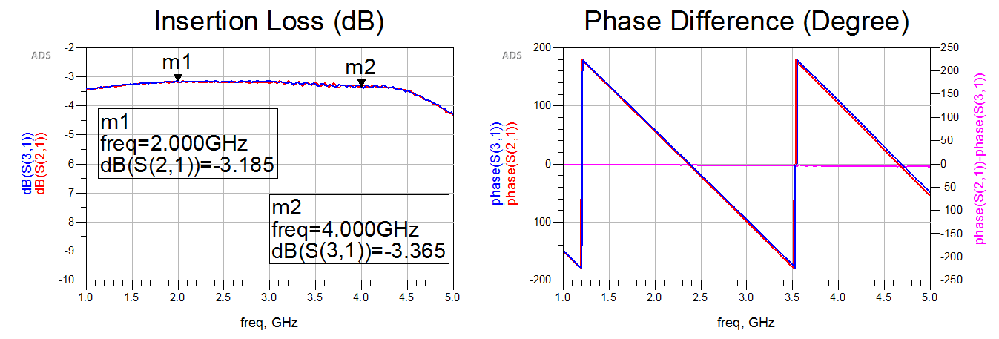 Insertion Loss (dB)
ADS
-2
-3
-4
-5
-6
-7
-8
-9
-10
dB(S(3,1))
dB(S(2,1))
m1
m2
m1
freq=2.000GHz
dB(S(2,1))=-3.185
m2
freq=4.000GHz
dB(S(3,1))=-3.365
1.0 1.5 2.0 2.5 3.0 3.5 4.0 4.5 5.0
freq, GHz
Phase Difference (Degree)
ADS
200
100
0
-100
-200
phase(S(3,1))
phase(S(2,1))
250
200
150
100
50
0
-50
-100
-150
-200
-250
phase(S(2,1))-phase(S(3,1))
1.0 1.5 2.0 2.5 3.0 3.5 4.0 4.5 5.0
freq, GHz